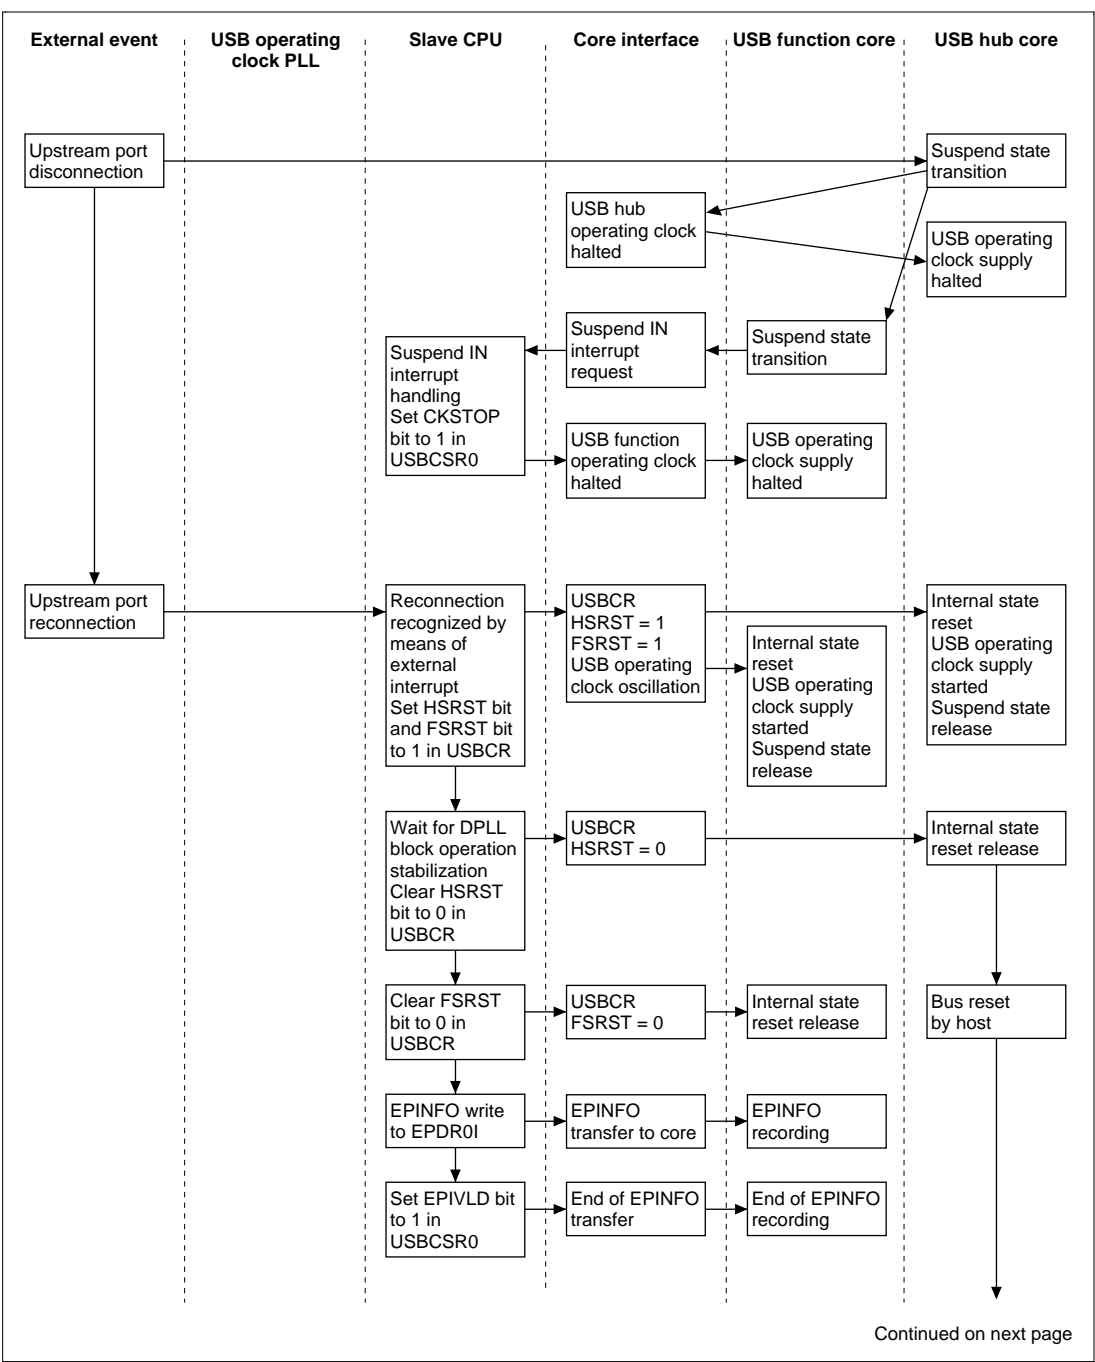 External event
USB operating
clock PLL
Slave CPU
Core interface
USB function core
USB hub core
Upstream port
disconnection
Suspend state
transition
USB hub
operating clock
halted
USB operating
clock supply
halted
Suspend IN
interrupt
request
Suspend state
transition
Suspend IN
interrupt
handling
Set CKSTOP
bit to 1 in
USBCSR0
USB function
operating clock
halted
USB operating
clock supply
halted
Upstream port
reconnection
Reconnection
recognized by
means of
external
interrupt
Set HSRST bit
and FSRST bit
to 1 in USBCR
USBCR
HSRST = 1
FSRST = 1
USB operating
clock oscillation
Internal state
reset
USB operating
clock supply
started
Suspend state
release
Internal state
reset
USB operating
clock supply
started
Suspend state
release
Wait for DPLL
block operation
stabilization
Clear HSRST
bit to 0 in
USBCR
USBCR
HSRST = 0
Internal state
reset release
Clear FSRST
bit to 0 in
USBCR
USBCR
FSRST = 0
Internal state
reset release
Bus reset
by host
EPINFO write
to EPDR0I
EPINFO
transfer to core
EPINFO
recording
Set EPIVLD bit
to 1 in
USBCSR0
End of EPINFO
transfer
End of EPINFO
recording
Continued on next page